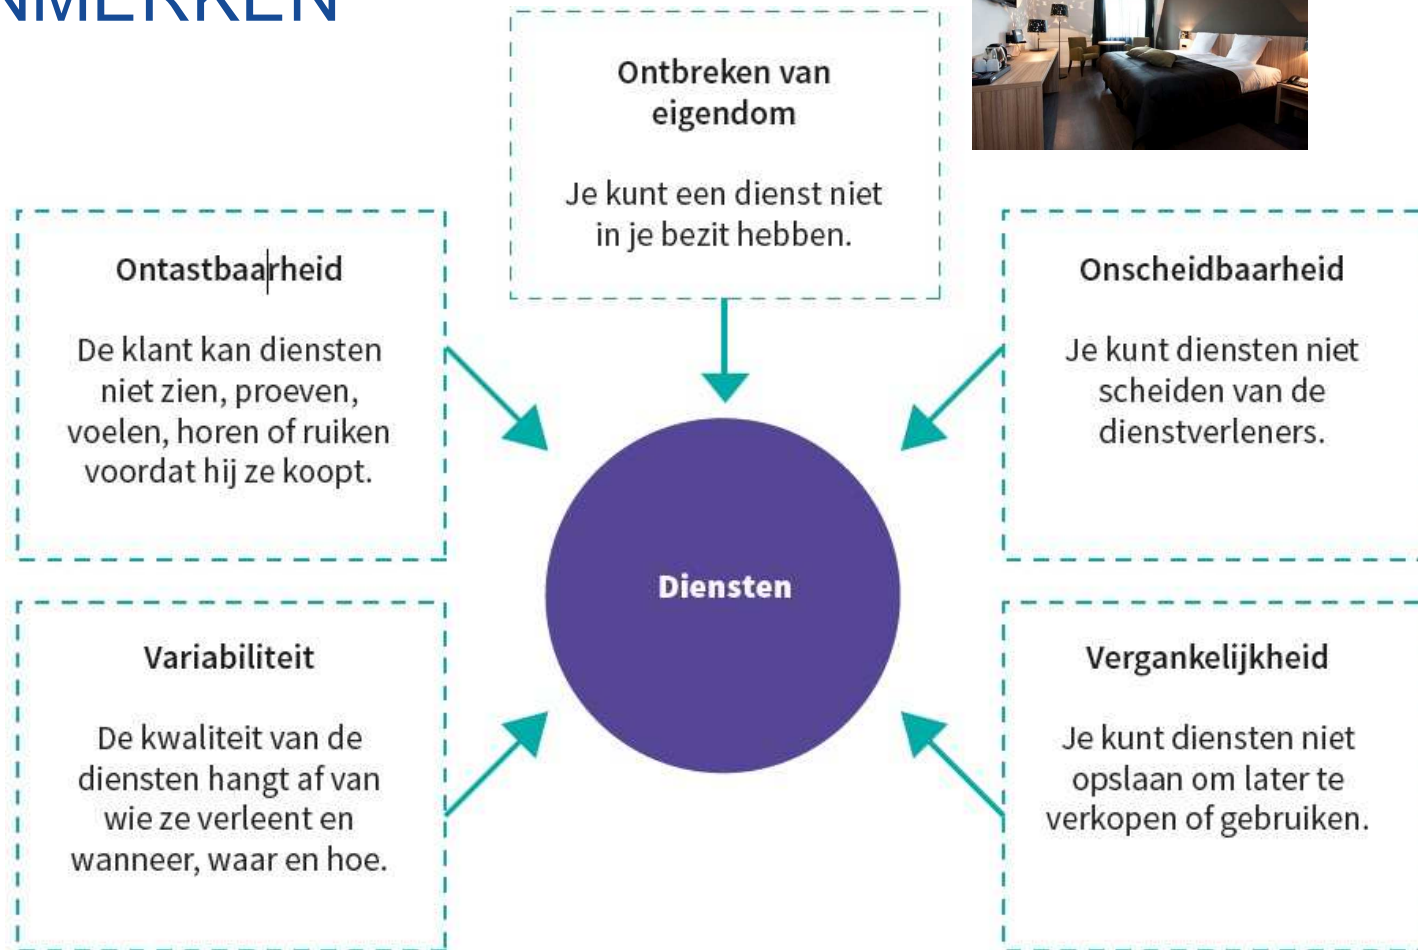 NMERKEN
Ontbreken van
eigendom
Je kunt een dienst niet
in je bezit hebben.
Ontastbaarheid
De klant kan diensten
niet zien, proeven,
voelen, horen of ruiken
voordat hij ze koopt.
Onscheidbaarheid
Je kunt diensten niet
scheiden van de
dienstverleners.
Diensten
Variabiliteit
De kwaliteit van de
diensten hangt af van
wie ze verleent en
wanneer, waar en hoe.
Vergankelijkheid
Je kunt diensten niet
opslaan om later te
verkopen of gebruiken.